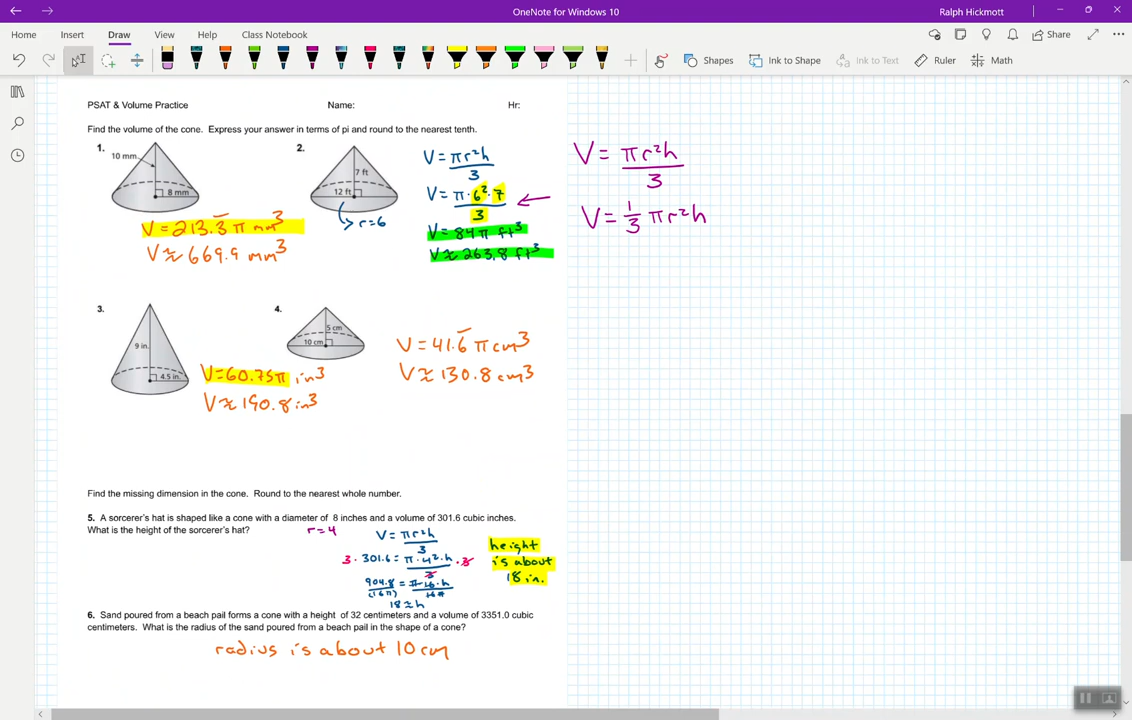 OneNote for Windows 10
Ralph Hickmott
Home Insert Draw View Help Class Notebook
Shapes Ink to Shape Ink to Text Ruler Math
Share
PSAT & Volume Practice Name: Hr:
Find the volume of the cone. Express your answer in terms of pi and round to the nearest tenth.
1.
10 mm
8 mm
V = 213.3̅ π mm³
V ≈ 669.9 mm³
2.
7 ft
12 ft
r=6
V = πr²h
3
V = π·6²·7
3
V = 84π ft³
V ≈ 263.8 ft³
V = πr²h
3
V = 1/3 πr²h
3.
9 in.
4.5 in.
V=60.75π in³
V ≈ 190.8 in³
4.
5 cm
10 cm
V = 41.6̅ π cm³
V ≈ 130.8 cm³
Find the missing dimension in the cone. Round to the nearest whole number.
5. A sorcerer's hat is shaped like a cone with a diameter of 8 inches and a volume of 301.6 cubic inches.
What is the height of the sorcerer's hat?
r=4
V = πr²h
3
3 · 301.6 = π·4²·h · 3
3
904.8 = π·16·h
(16π) 16π
18 ≈ h
height
is about
18 in.
6. Sand poured from a beach pail forms a cone with a height of 32 centimeters and a volume of 3351.0 cubic
centimeters. What is the radius of the sand poured from a beach pail in the shape of a cone?
radius is about 10 cm